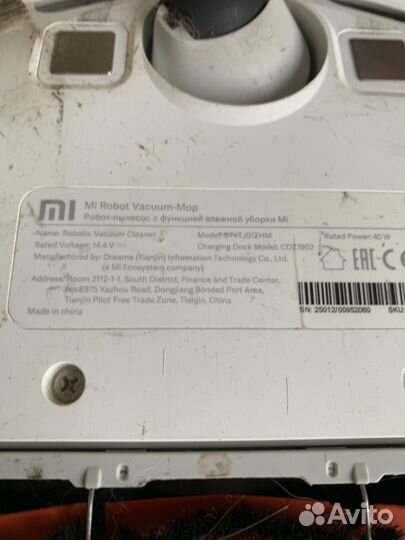 mi Mi Robot Vacuum-Mop
Робот-пылесос с функцией влажной уборки Mi
Name: Robotic Vacuum Cleaner Model: STYTJ01ZHM Rated Power: 40 W
Rated Voltage: 14.4 V Charging Dock Model: CDZ1902
Manufactured by: Dreame (Tianjin) Information Technology Co., Ltd.
(a Mi Ecosystem company)
Address: Room 2112-1-1, South District, Finance and Trade Center,
No.6975 Yazhou Road, Dongjiang Bonded Port Area,
Tianjin Pilot Free Trade Zone, Tianjin, China
Made in china
EAC C
SN: 25012/00952060 SKU:
Avito